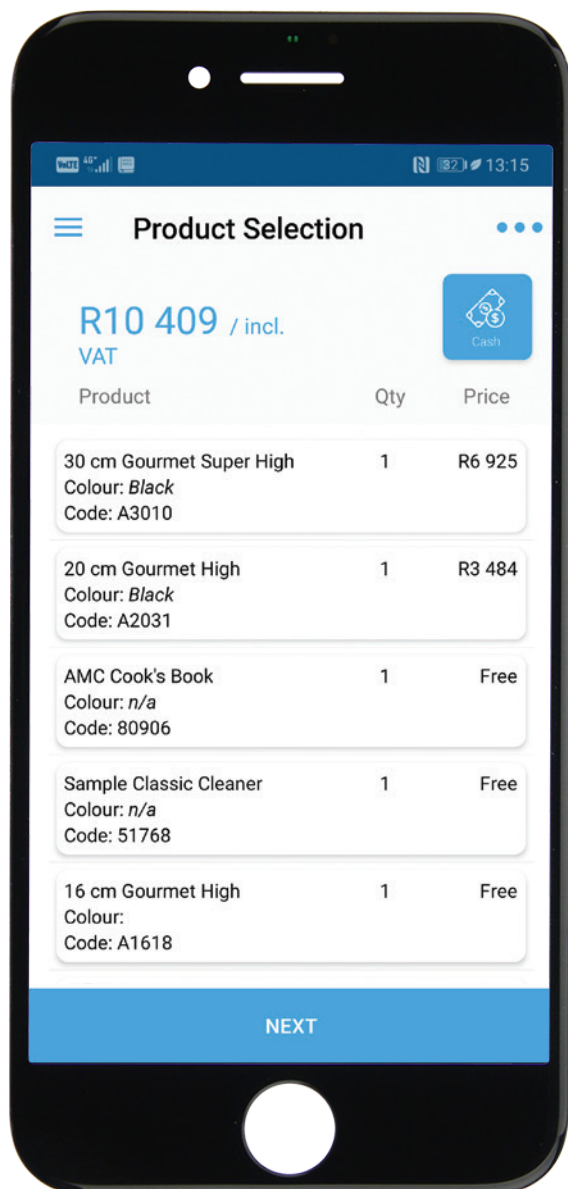 VoLTE 4G+ 32 13:15
Product Selection
R10 409 / incl.
VAT
Cash
Product Qty Price
30 cm Gourmet Super High 1 R6 925
Colour: Black
Code: A3010
20 cm Gourmet High 1 R3 484
Colour: Black
Code: A2031
AMC Cook's Book 1 Free
Colour: n/a
Code: 80906
Sample Classic Cleaner 1 Free
Colour: n/a
Code: 51768
16 cm Gourmet High 1 Free
Colour:
Code: A1618
NEXT